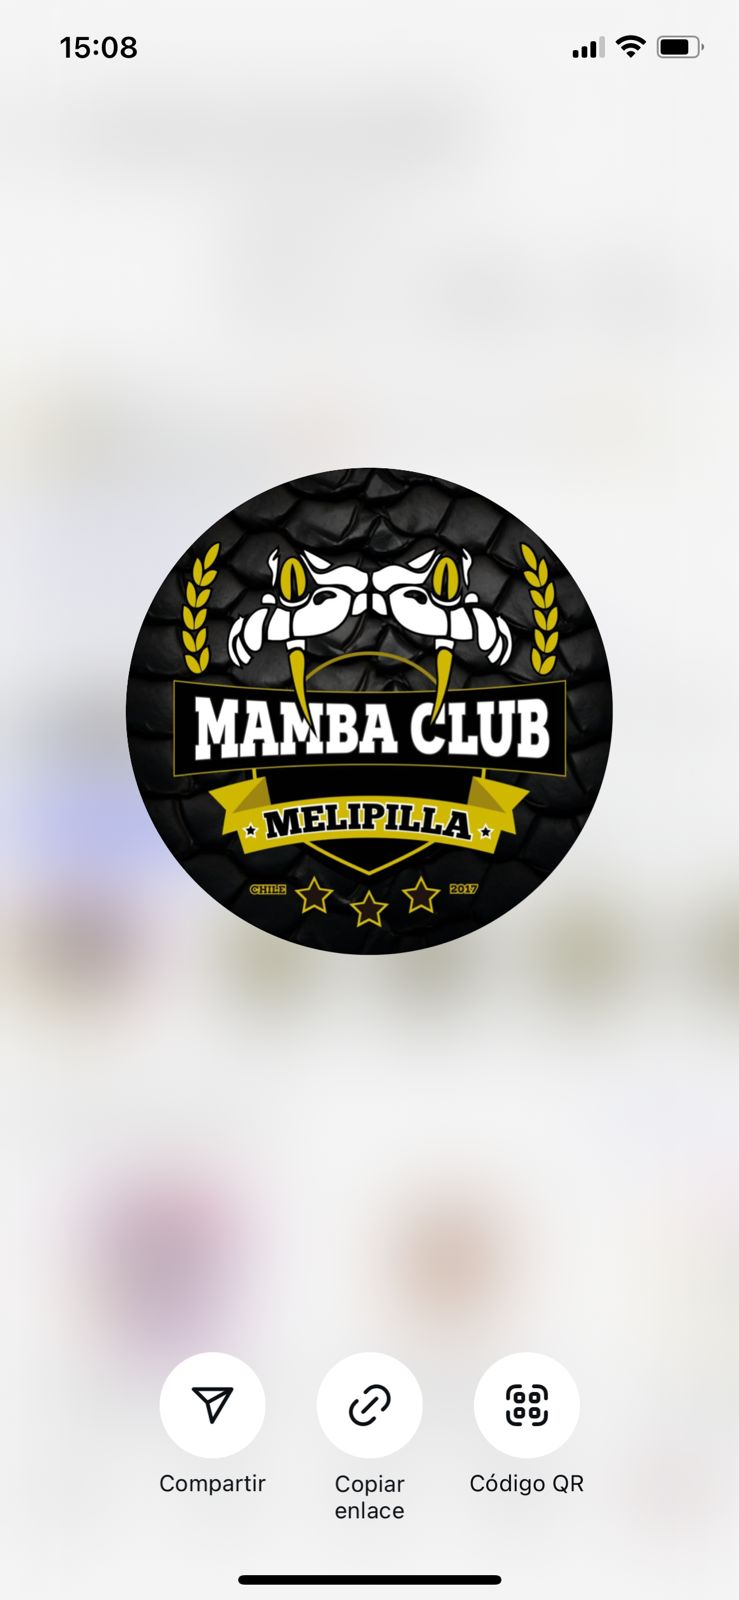 15:08
MAMBA CLUB
MELIPILLA
CHILE 2017
Compartir
Copiar
enlace
Código QR